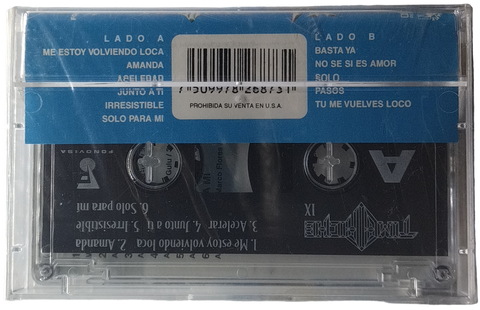 LADO A
ME ESTOY VOLVIENDO LOCA
AMANDA
ACELERAR
JUNTO A TI
IRRESISTIBLE
SOLO PARA MI
LADO B
BASTA YA
NO SE SI ES AMOR
SOLO
PASOS
TU ME VUELVES LOCO
7 509978 268731
PROHIBIDA SU VENTA EN U.S.A.
FONOVISA
A
IX
1. Me estoy volviendo loca 2. Amanda
3. Acelerar 4. Junto a ti 5. Irresistible
6. Solo para mi